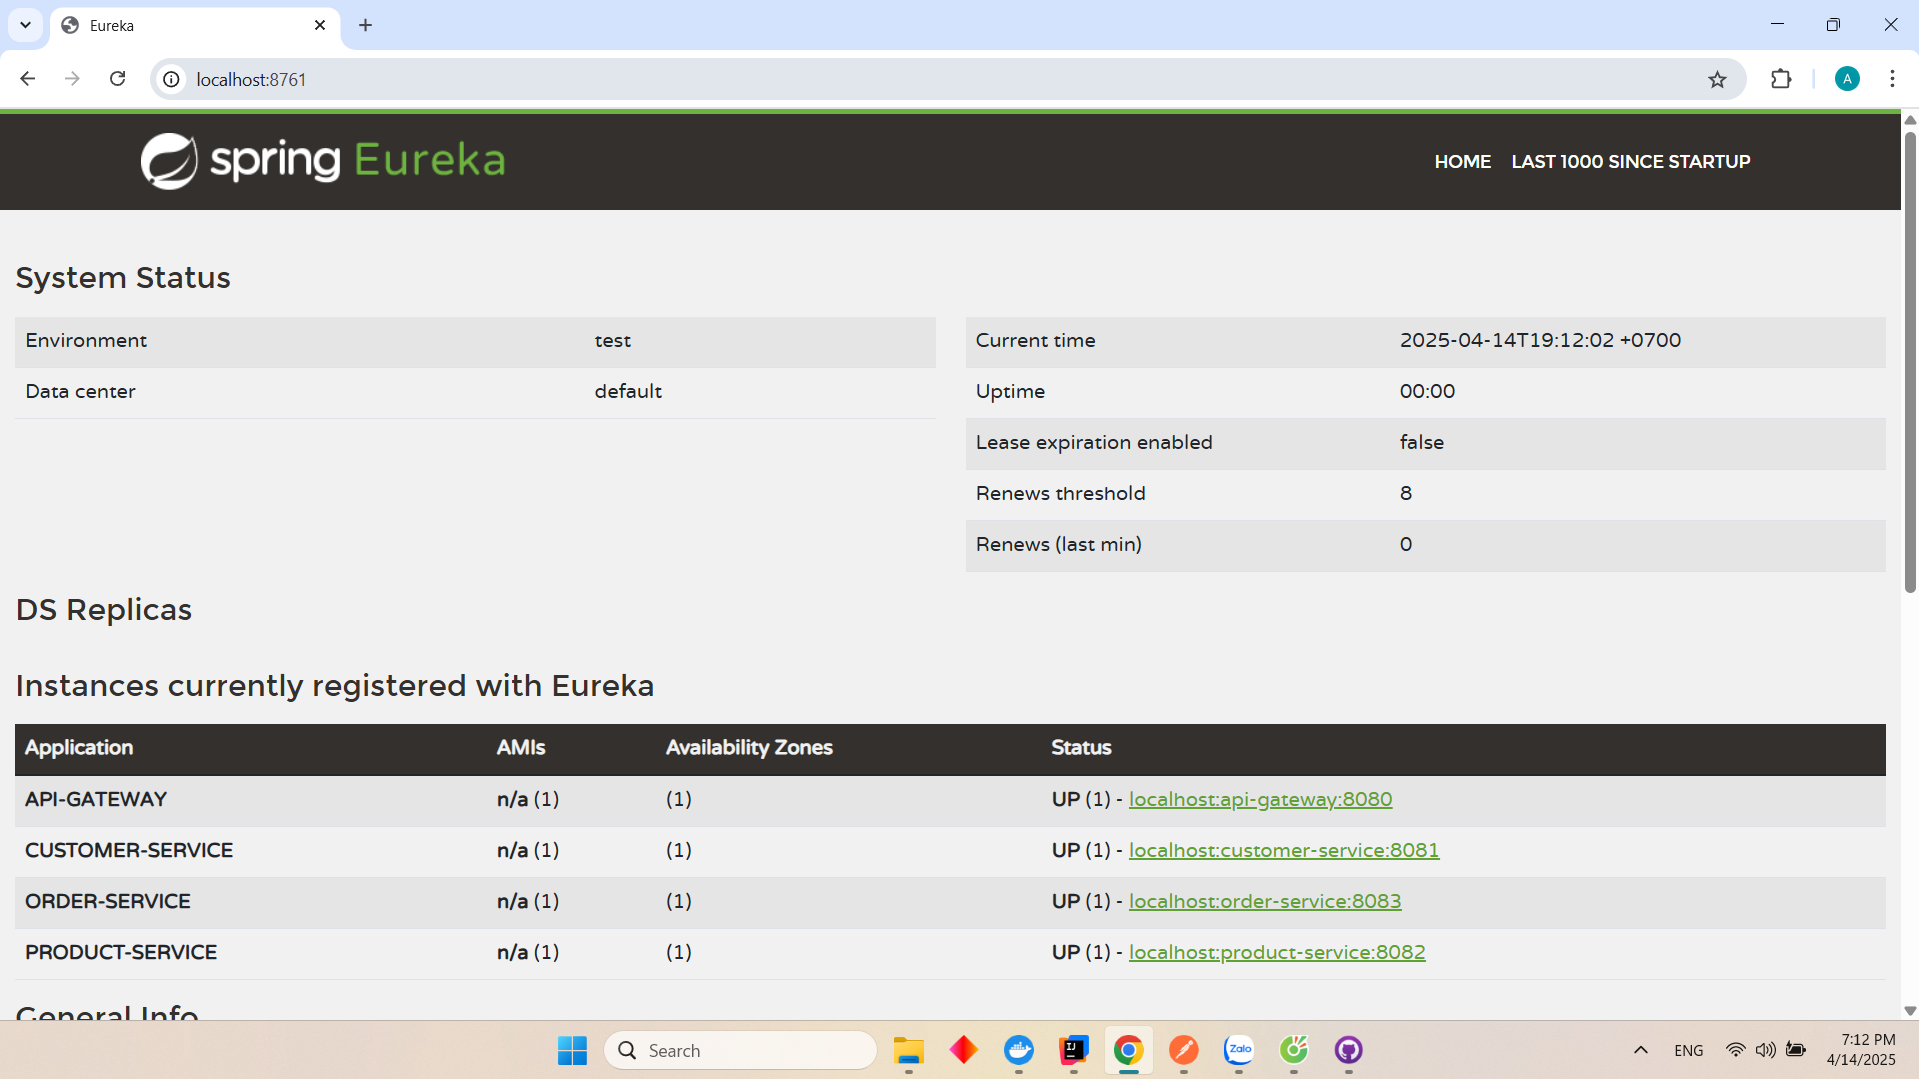 Eureka
localhost:8761
A
spring Eureka
HOME LAST 1000 SINCE STARTUP
System Status
Environment test
Data center default
Current time 2025-04-14T19:12:02 +0700
Uptime 00:00
Lease expiration enabled false
Renews threshold 8
Renews (last min) 0
DS Replicas
Instances currently registered with Eureka
Application AMIs Availability Zones Status
API-GATEWAY n/a (1) (1) UP (1) - localhost:api-gateway:8080
CUSTOMER-SERVICE n/a (1) (1) UP (1) - localhost:customer-service:8081
ORDER-SERVICE n/a (1) (1) UP (1) - localhost:order-service:8083
PRODUCT-SERVICE n/a (1) (1) UP (1) - localhost:product-service:8082
General Info
Search
IJ
Zalo
ENG
7:12 PM
4/14/2025